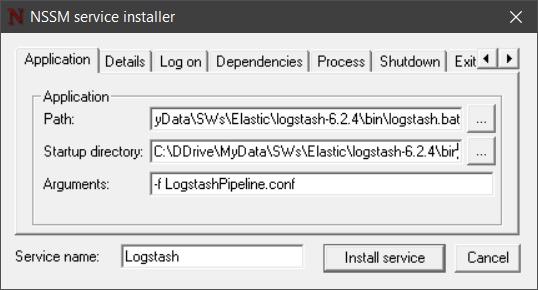 NSSM service installer
Application Details Log on Dependencies Process Shutdown Exit
Application
Path: yData\SWs\Elastic\logstash-6.2.4\bin\logstash.bat ...
Startup directory: C:\DDrive\MyData\SWs\Elastic\logstash-6.2.4\bin ...
Arguments: -f LogstashPipeline.conf
Service name: Logstash Install service Cancel